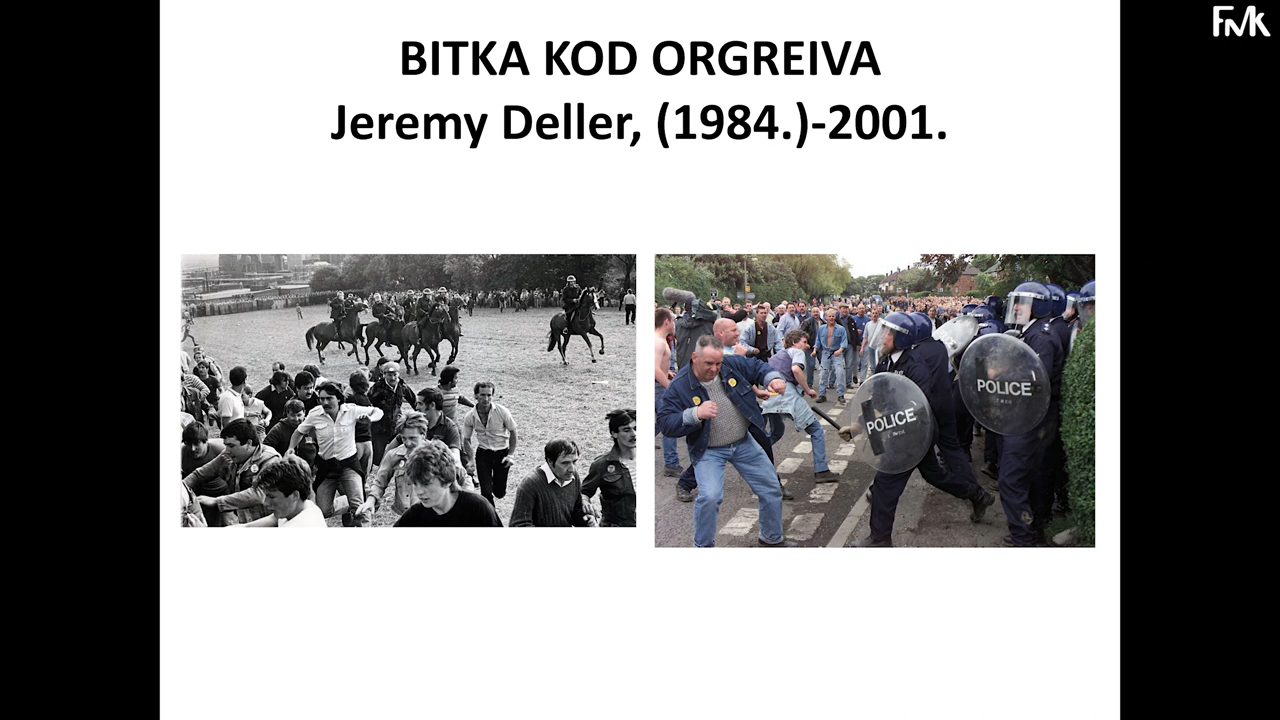 FMK
BITKA KOD ORGREIVA
Jeremy Deller, (1984.)-2001.
POLICE
POLICE